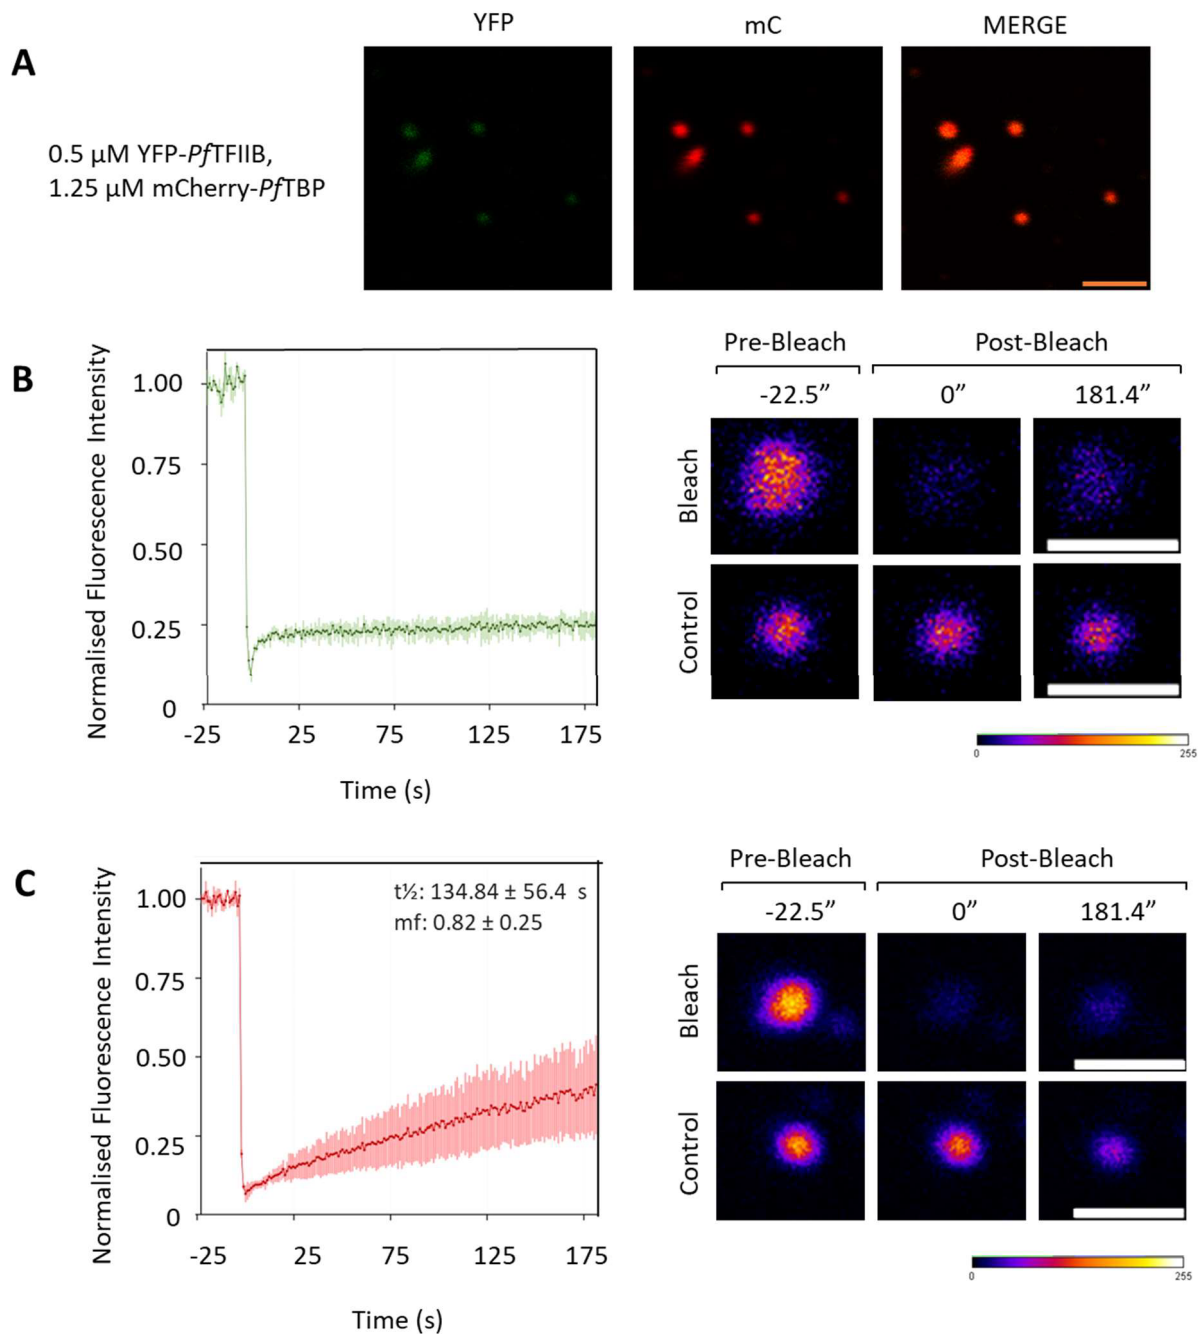 A
YFP
mC
MERGE
0.5 µM YFP-PfTFIIB,
1.25 µM mCherry-PfTBP
B
Normalised Fluorescence Intensity
1.00
0.75
0.50
0.25
0
-25
25
75
125
175
Time (s)
Pre-Bleach
Post-Bleach
-22.5”
0”
181.4”
Bleach
Control
0
255
C
Normalised Fluorescence Intensity
t½: 134.84 ± 56.4 s
mf: 0.82 ± 0.25
1.00
0.75
0.50
0.25
0
-25
25
75
125
175
Time (s)
Pre-Bleach
Post-Bleach
-22.5”
0”
181.4”
Bleach
Control
0
255